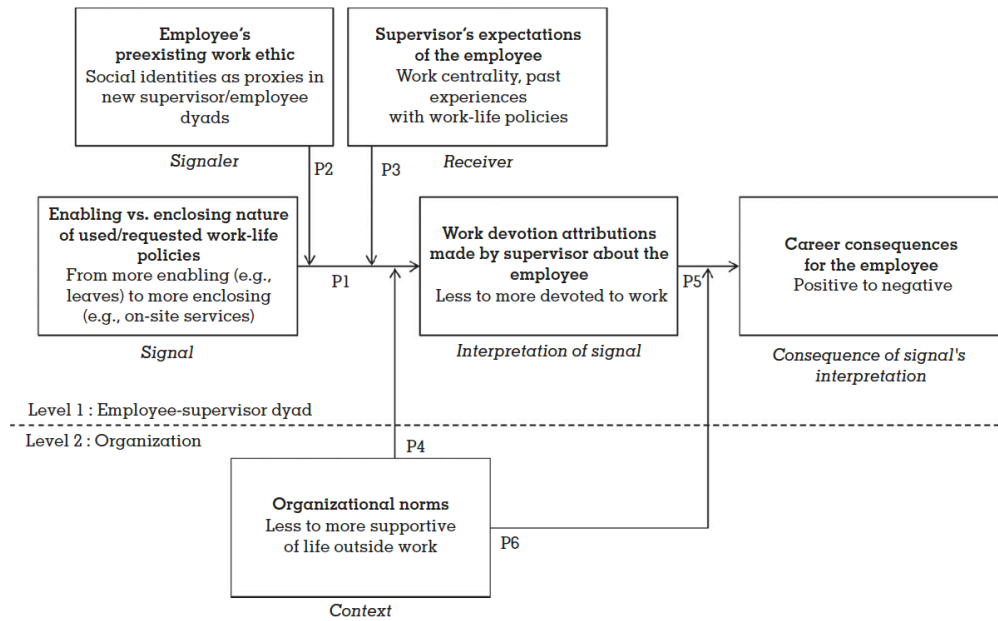 Employee's
preexisting work ethic
Social identities as proxies in
new supervisor/employee
dyads
Signaler
Supervisor's expectations
of the employee
Work centrality, past
experiences
with work-life policies
Receiver
P2
P3
Enabling vs. enclosing nature
of used/requested work-life
policies
From more enabling (e.g.,
leaves) to more enclosing
(e.g., on-site services)
Signal
P1
Work devotion attributions
made by supervisor about the
employee
Less to more devoted to work
Interpretation of signal
P5
Career consequences
for the employee
Positive to negative
Consequence of signal's
interpretation
Level 1 : Employee-supervisor dyad
Level 2 : Organization
P4
Organizational norms
Less to more supportive
of life outside work
Context
P6